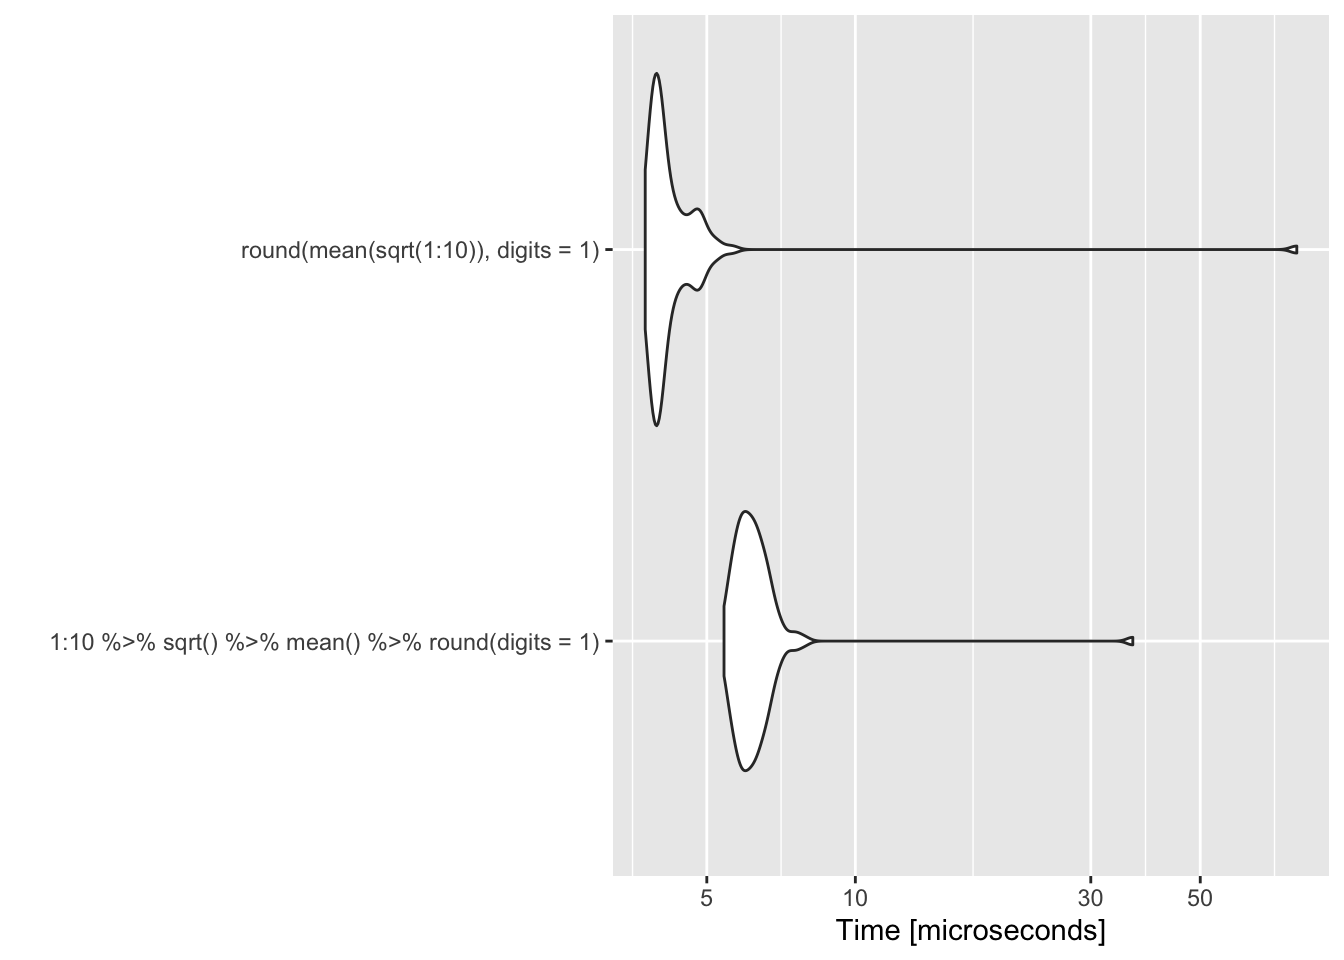 round(mean(sqrt(1:10)), digits = 1)
1:10 %>% sqrt() %>% mean() %>% round(digits = 1)
5 10 30 50
Time [microseconds]